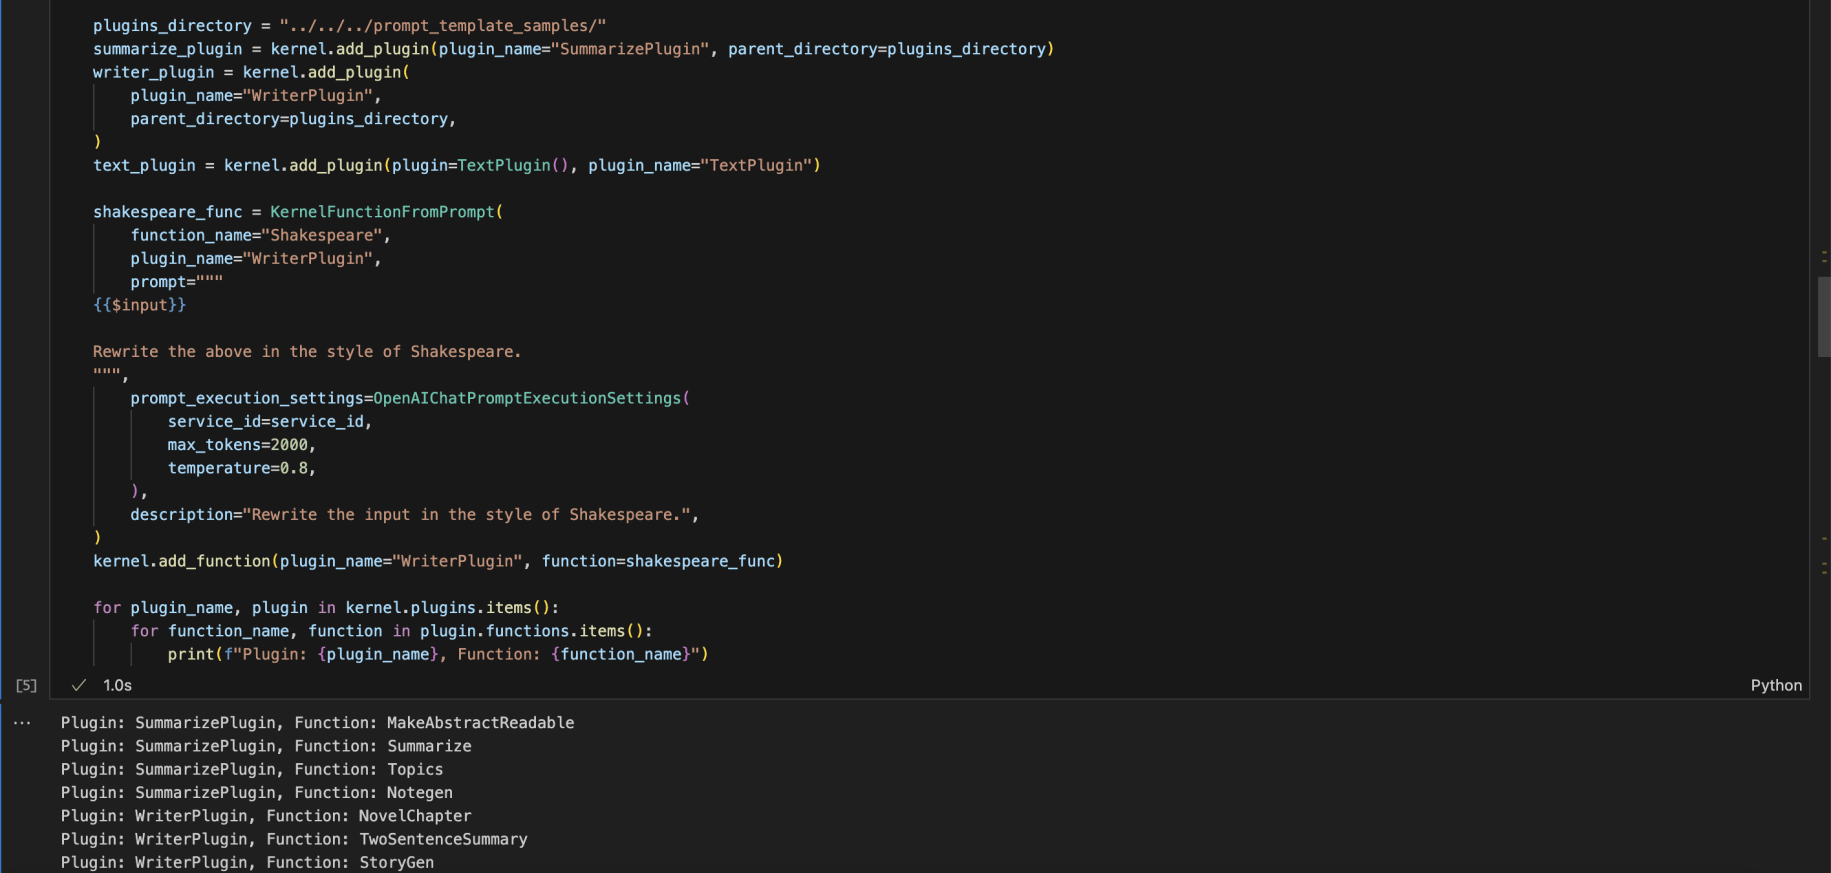 plugins_directory = "../../../prompt_template_samples/"
summarize_plugin = kernel.add_plugin(plugin_name="SummarizePlugin", parent_directory=plugins_directory)
writer_plugin = kernel.add_plugin(
    plugin_name="WriterPlugin",
    parent_directory=plugins_directory,
)
text_plugin = kernel.add_plugin(plugin=TextPlugin(), plugin_name="TextPlugin")

shakespeare_func = KernelFunctionFromPrompt(
    function_name="Shakespeare",
    plugin_name="WriterPlugin",
    prompt="""
{{$input}}

Rewrite the above in the style of Shakespeare.
""",
    prompt_execution_settings=OpenAIChatPromptExecutionSettings(
        service_id=service_id,
        max_tokens=2000,
        temperature=0.8,
    ),
    description="Rewrite the input in the style of Shakespeare.",
)
kernel.add_function(plugin_name="WriterPlugin", function=shakespeare_func)

for plugin_name, plugin in kernel.plugins.items():
    for function_name, function in plugin.functions.items():
        print(f"Plugin: {plugin_name}, Function: {function_name}")
[5] ✓ 1.0s Python
... Plugin: SummarizePlugin, Function: MakeAbstractReadable
Plugin: SummarizePlugin, Function: Summarize
Plugin: SummarizePlugin, Function: Topics
Plugin: SummarizePlugin, Function: Notegen
Plugin: WriterPlugin, Function: NovelChapter
Plugin: WriterPlugin, Function: TwoSentenceSummary
Plugin: WriterPlugin, Function: StoryGen